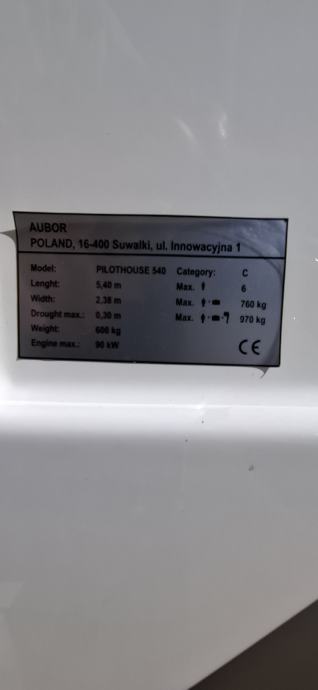 AUBOR
POLAND, 16-400 Suwalki, ul. Innowacyjna 1
Model: PILOTHOUSE 540 Category: C
Lenght: 5,40 m Max. 6
Width: 2,38 m Max. + 760 kg
Drought max.: 0,30 m Max. + + 970 kg
Weight: 600 kg
Engine max.: 90 kW CE